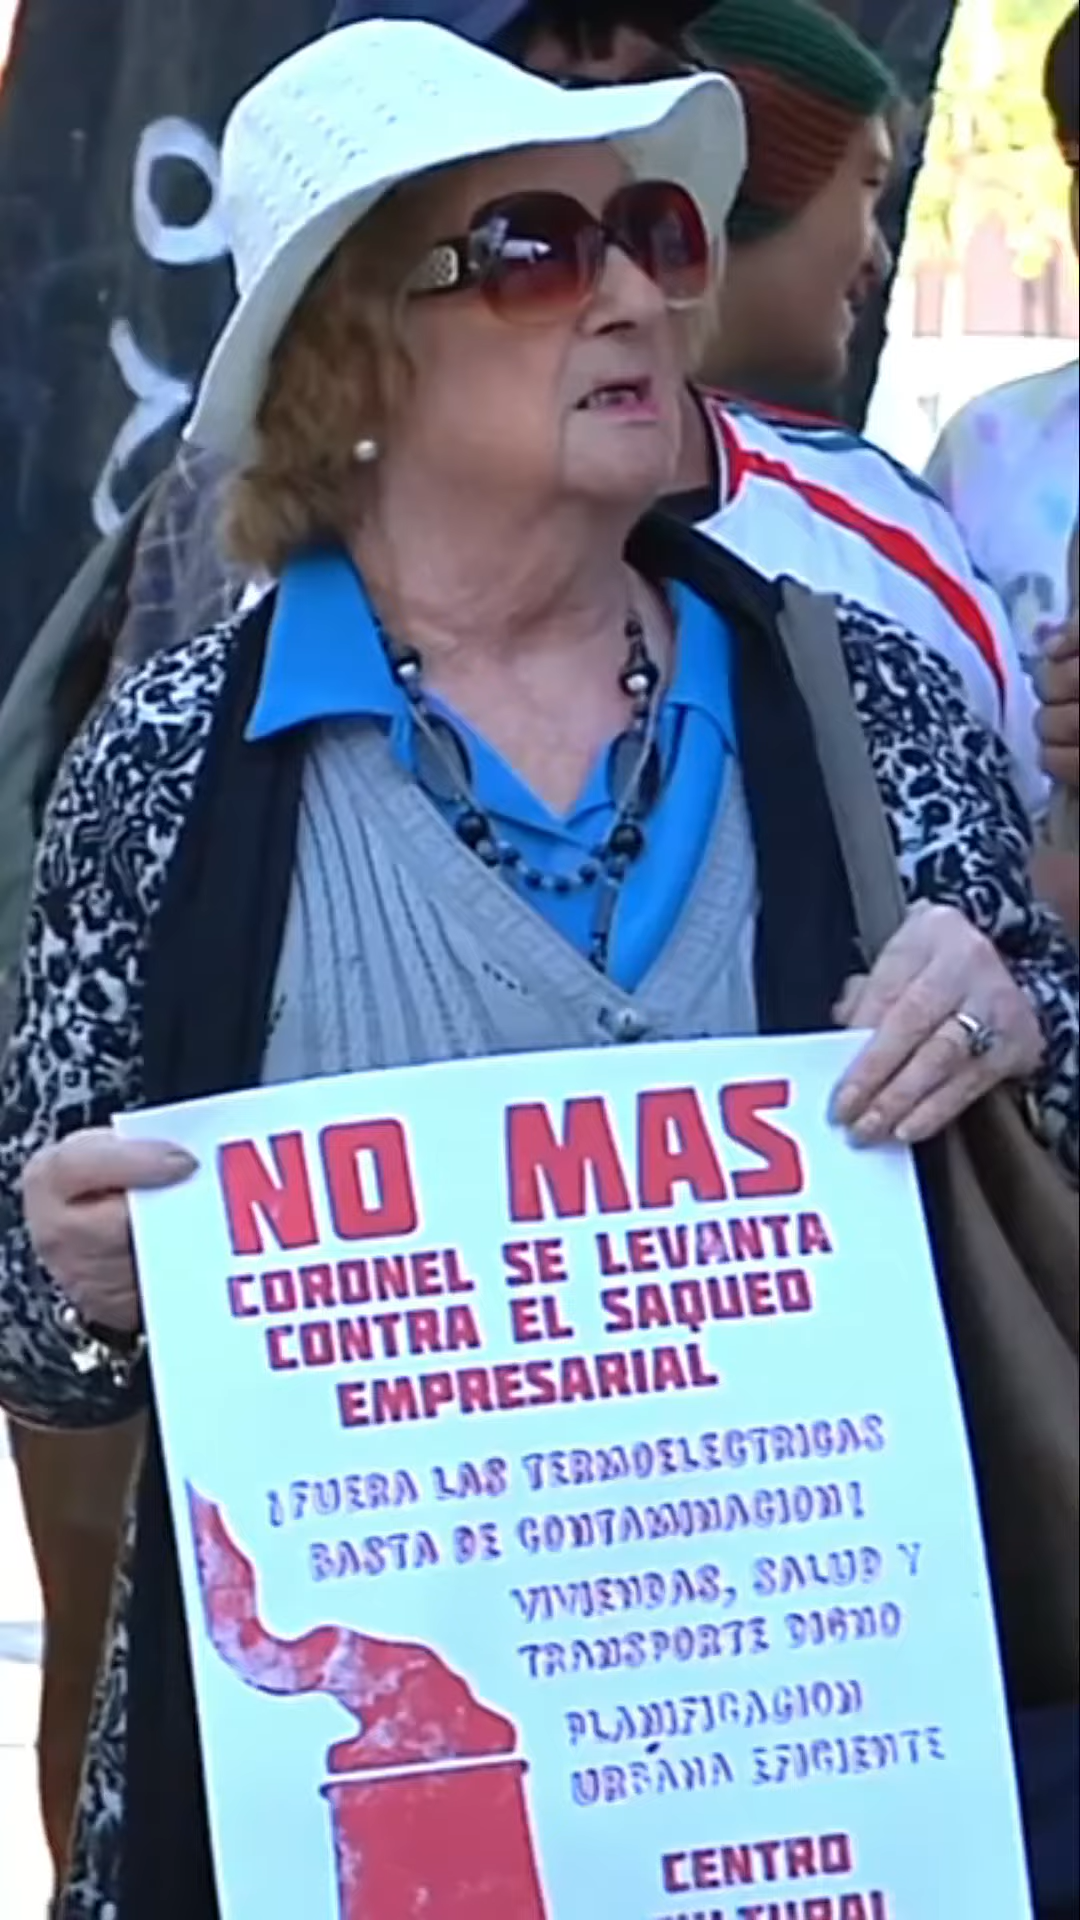 NO MAS
CORONEL SE LEVANTA
CONTRA EL SAQUEO
EMPRESARIAL
¡FUERA LAS TERMOELECTRICAS
BASTA DE CONTAMINACION!
VIVIENDAS, SALUD Y
TRANSPORTE DIGNO
PLANIFICACION
URBANA EFICIENTE
CENTRO
CULTURAL